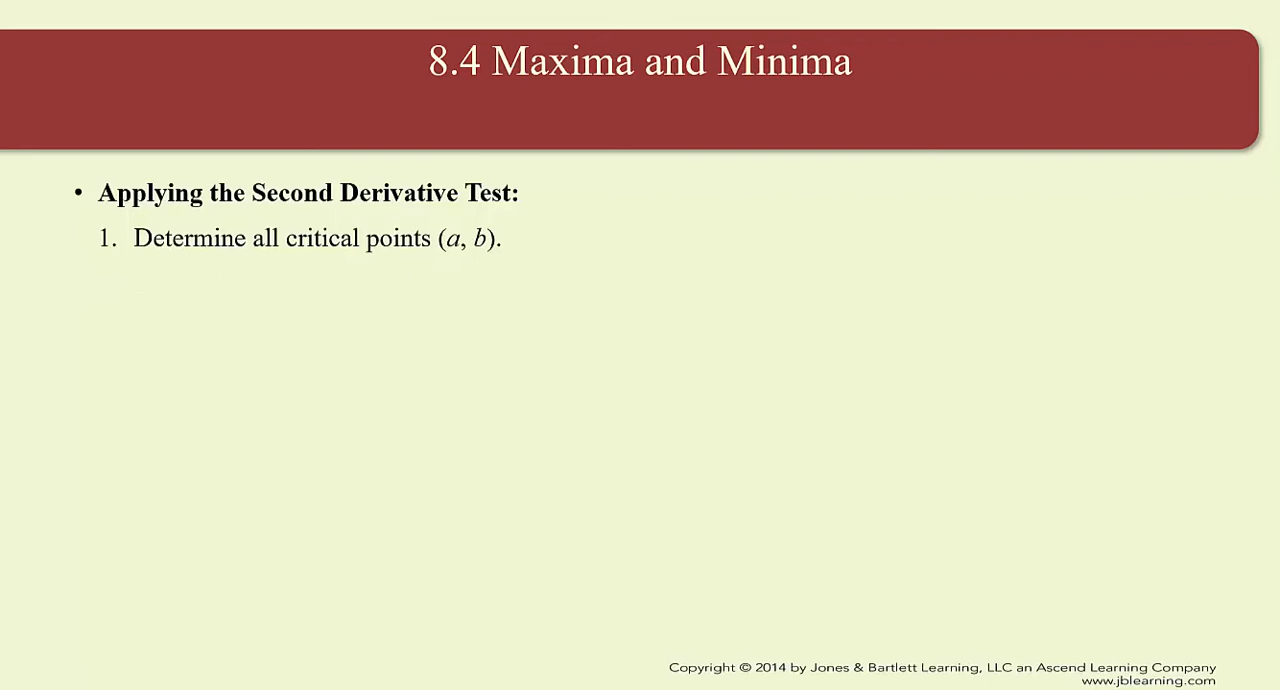 8.4 Maxima and Minima
• Applying the Second Derivative Test:
1. Determine all critical points (a, b).
Copyright © 2014 by Jones & Bartlett Learning, LLC an Ascend Learning Company
www.jblearning.com